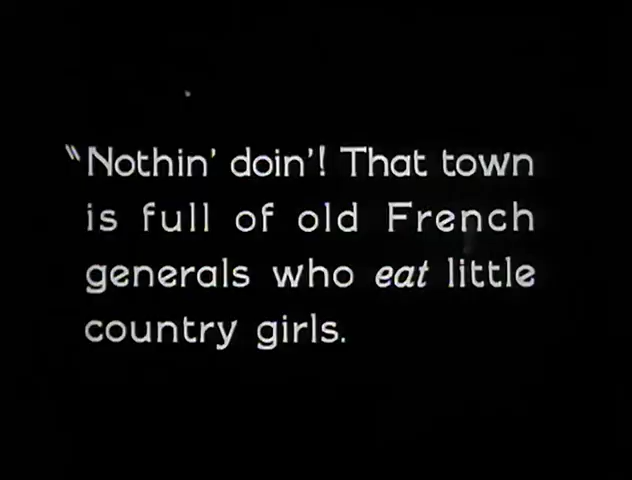 "Nothin' doin'! That town
is full of old French
generals who eat little
country girls.